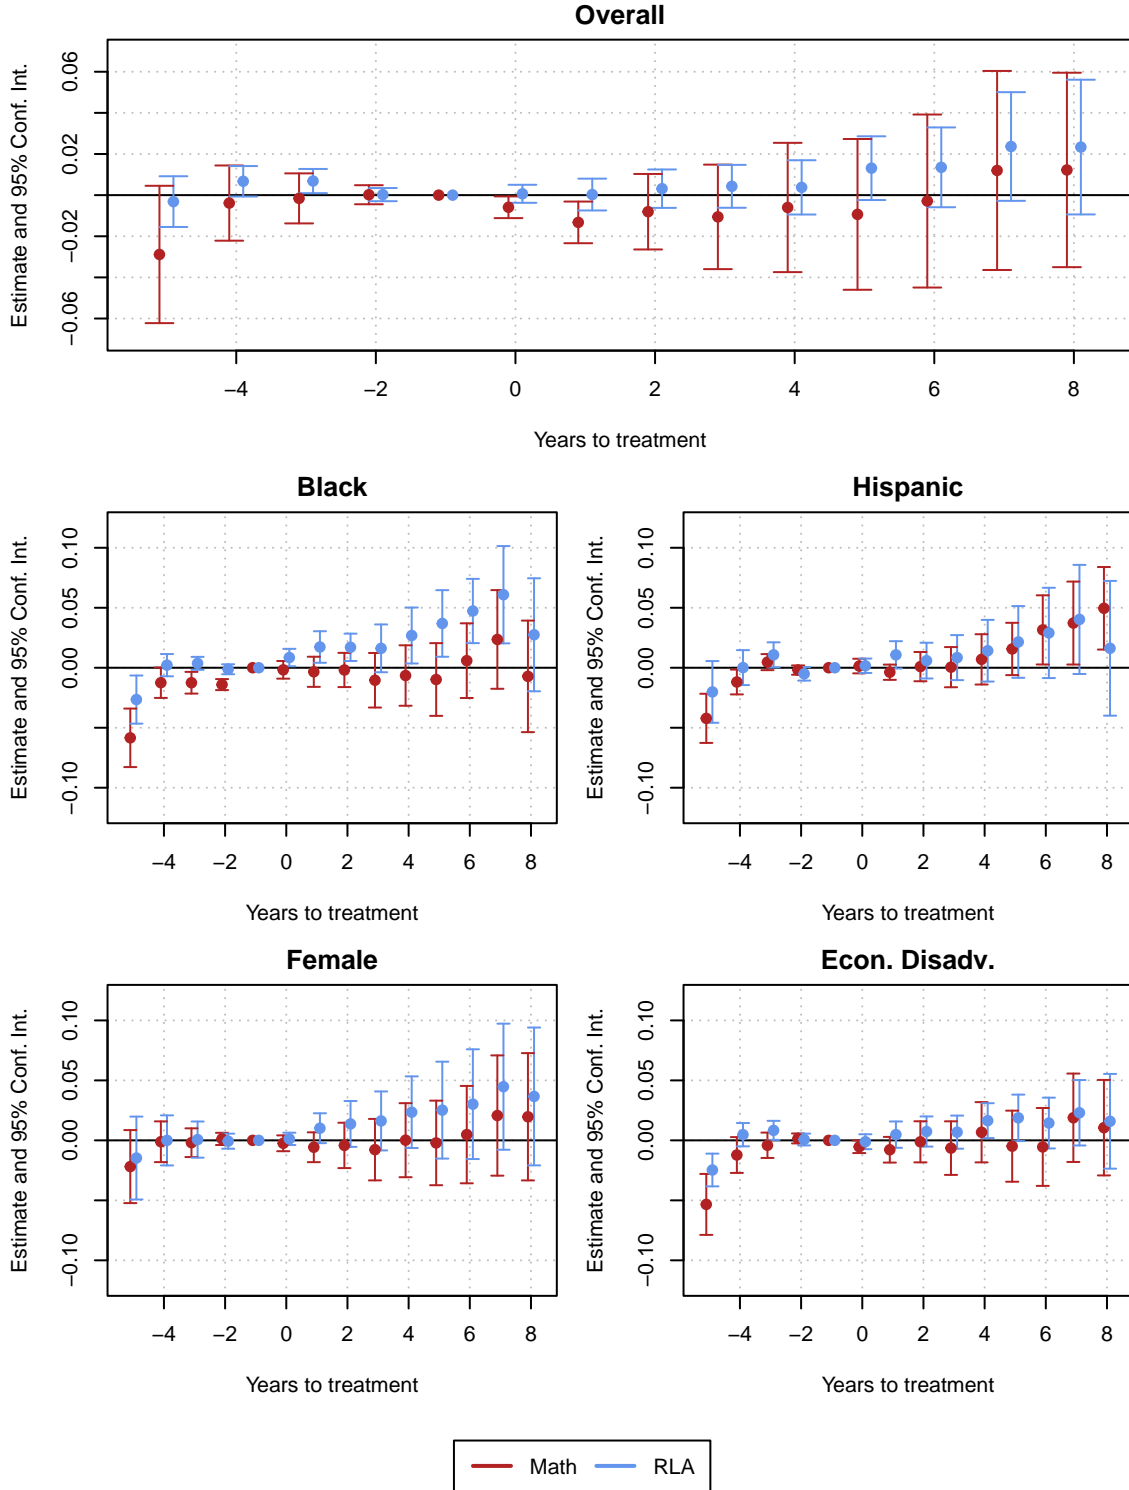 Overall
Estimate and 95% Conf. Int.
0.06
0.02
−0.02
−0.06
−4 −2 0 2 4 6 8
Years to treatment
Black
Estimate and 95% Conf. Int.
0.10
0.05
0.00
−0.10
−4 −2 0 2 4 6 8
Years to treatment
Hispanic
Estimate and 95% Conf. Int.
0.10
0.05
0.00
−0.10
−4 −2 0 2 4 6 8
Years to treatment
Female
Estimate and 95% Conf. Int.
0.10
0.05
0.00
−0.10
−4 −2 0 2 4 6 8
Years to treatment
Econ. Disadv.
Estimate and 95% Conf. Int.
0.10
0.05
0.00
−0.10
−4 −2 0 2 4 6 8
Years to treatment
Math RLA